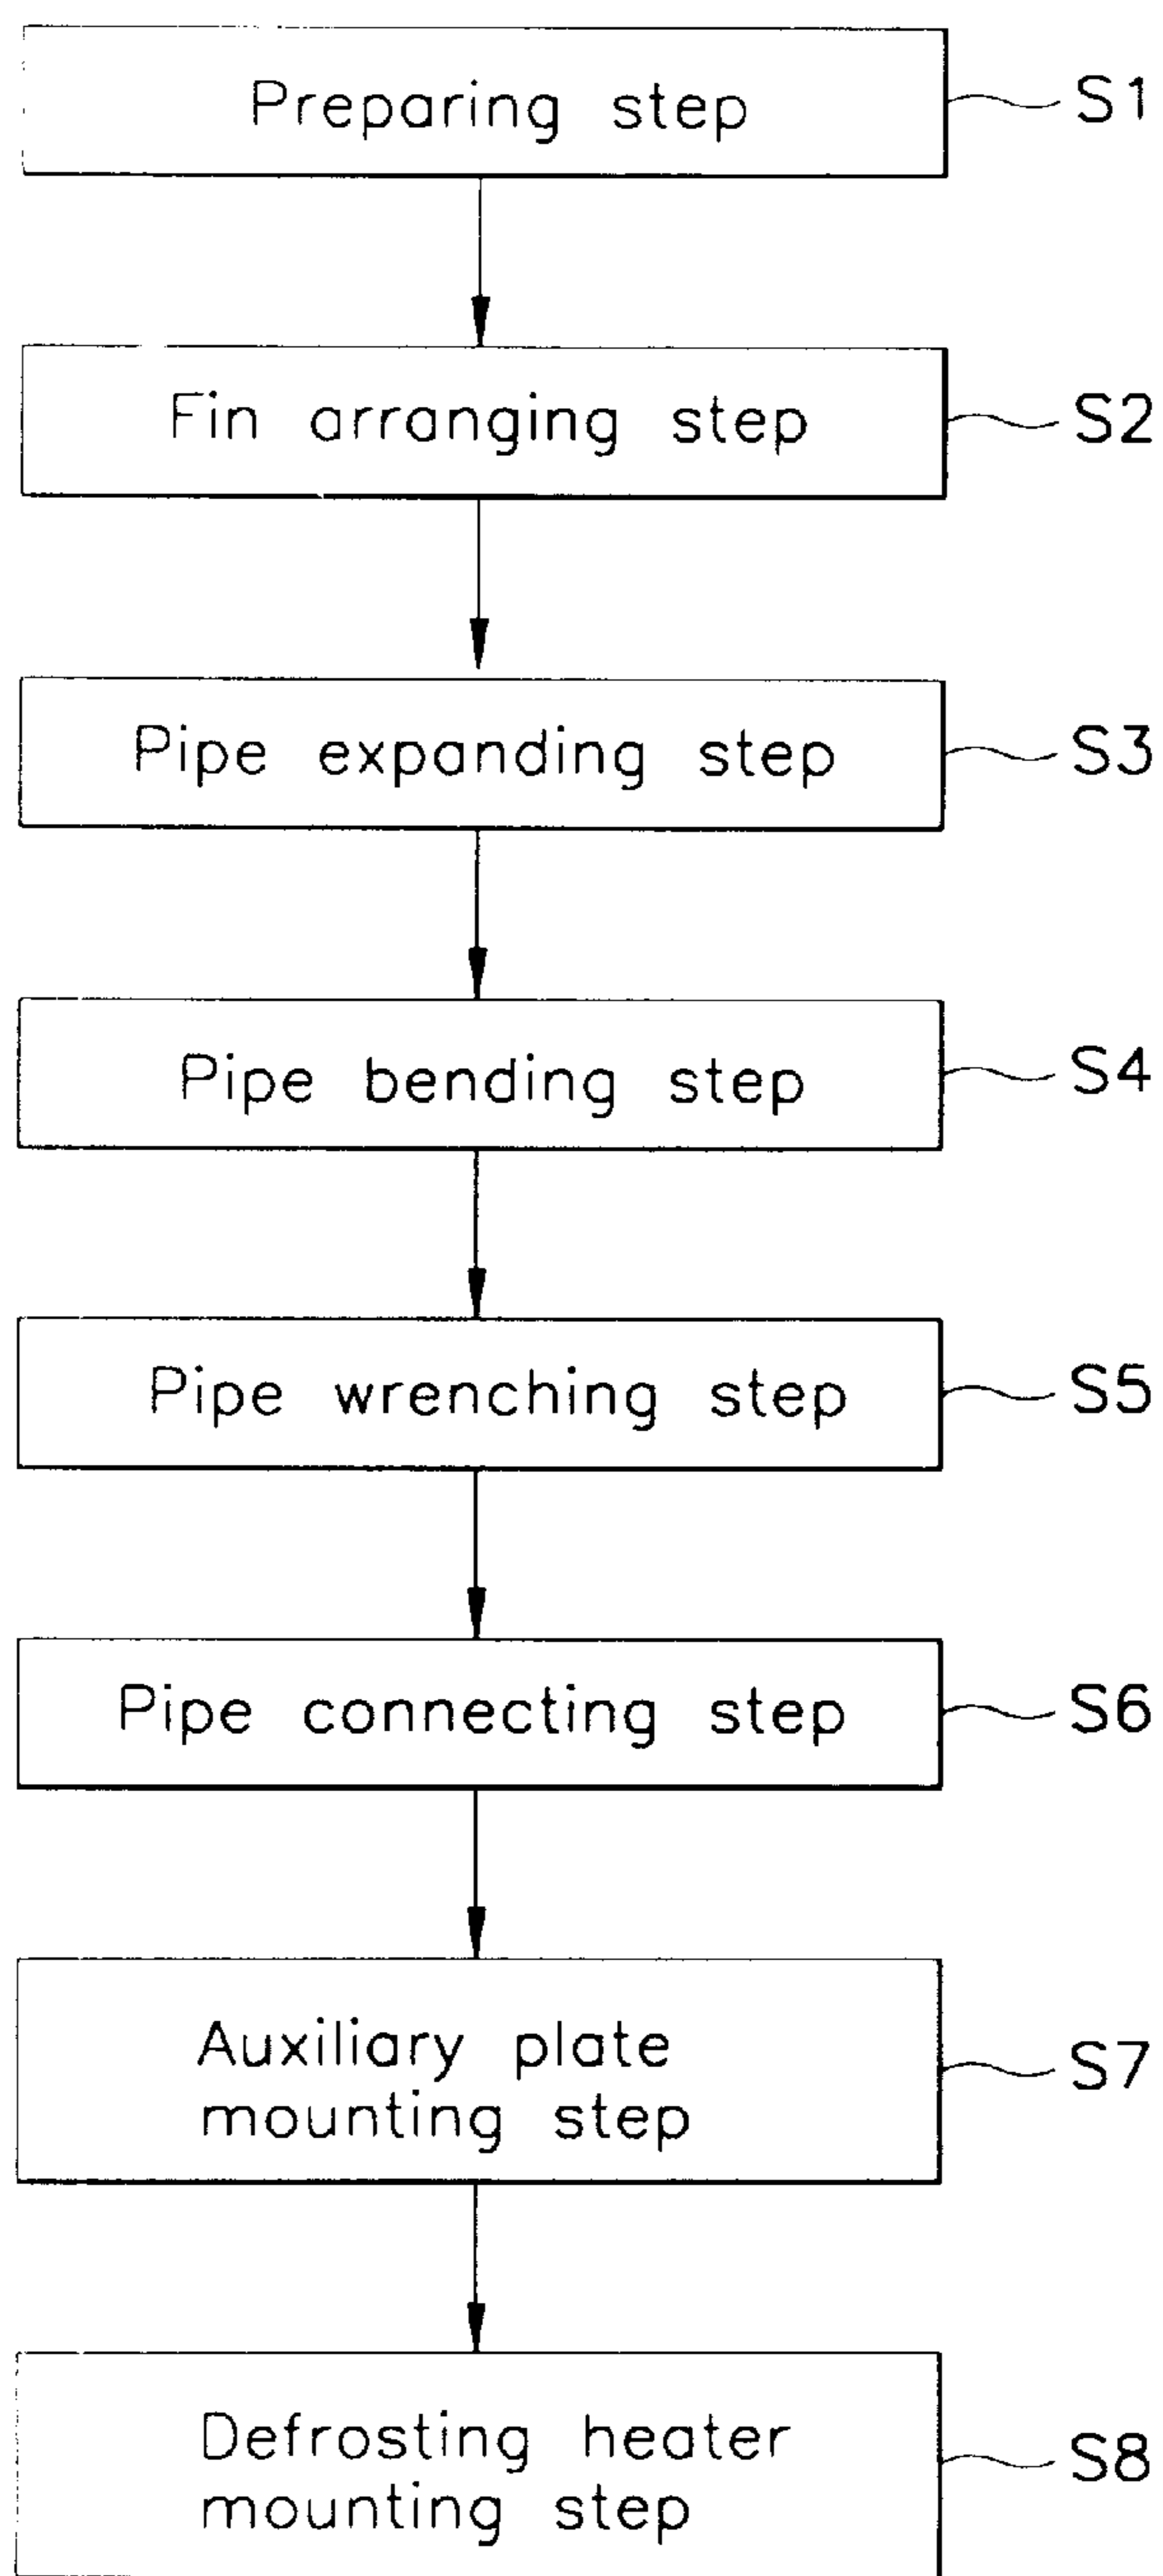 Preparing step S1
Fin arranging step S2
Pipe expanding step S3
Pipe bending step S4
Pipe wrenching step S5
Pipe connecting step S6
Auxiliary plate
mounting step
S7
Defrosting heater
mounting step
S8